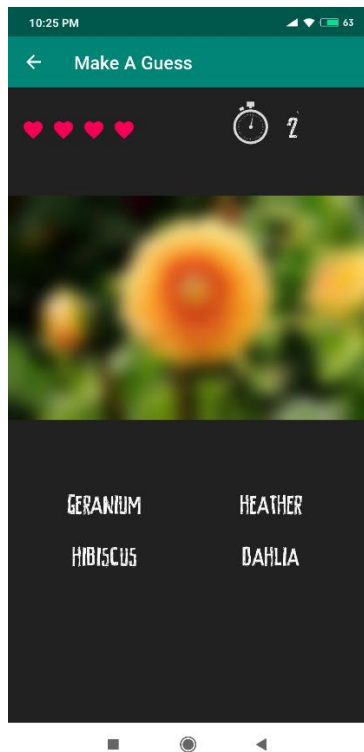 10:25 PM 63
Make A Guess
2
GERANIUM HEATHER
HIBISCUS DAHLIA